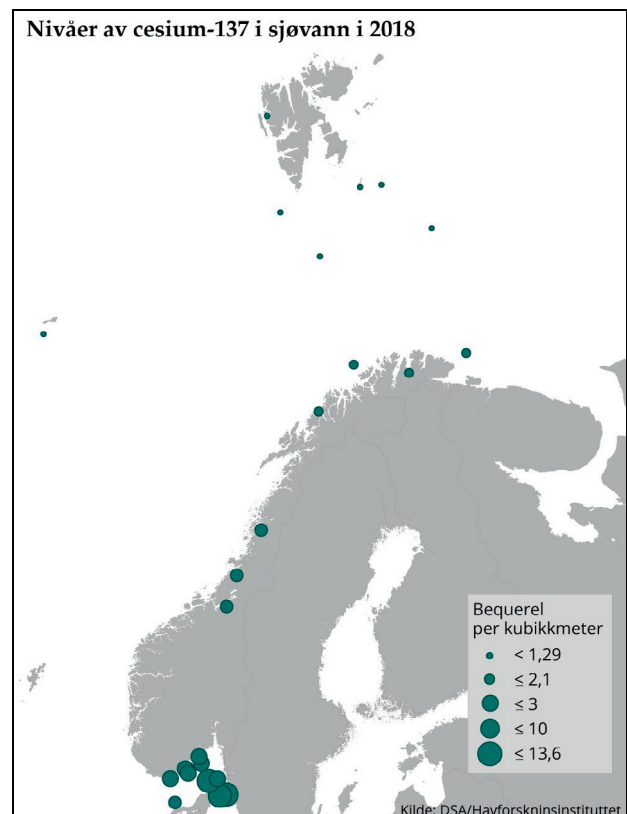 Nivåer av cesium-137 i sjøvann i 2018
Bequerel
per kubikkmeter
< 1,29
≤ 2,1
≤ 3
≤ 10
≤ 13,6
Kilde: DSA/Havforskninsinstituttet